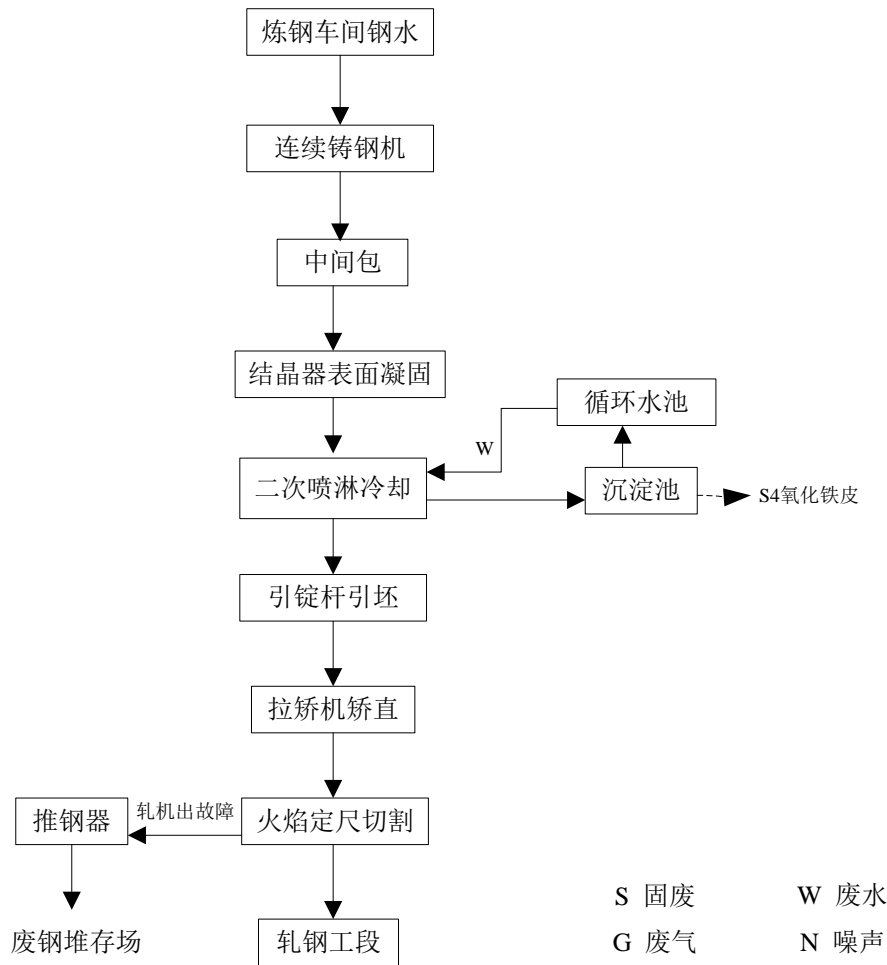 炼钢车间钢水
连续铸钢机
中间包
结晶器表面凝固
循环水池
W
二次喷淋冷却
沉淀池
S4氧化铁皮
引锭杆引坯
拉矫机矫直
推钢器
轧机出故障
火焰定尺切割
废钢堆存场
轧钢工段
S 固废
W 废水
G 废气
N 噪声